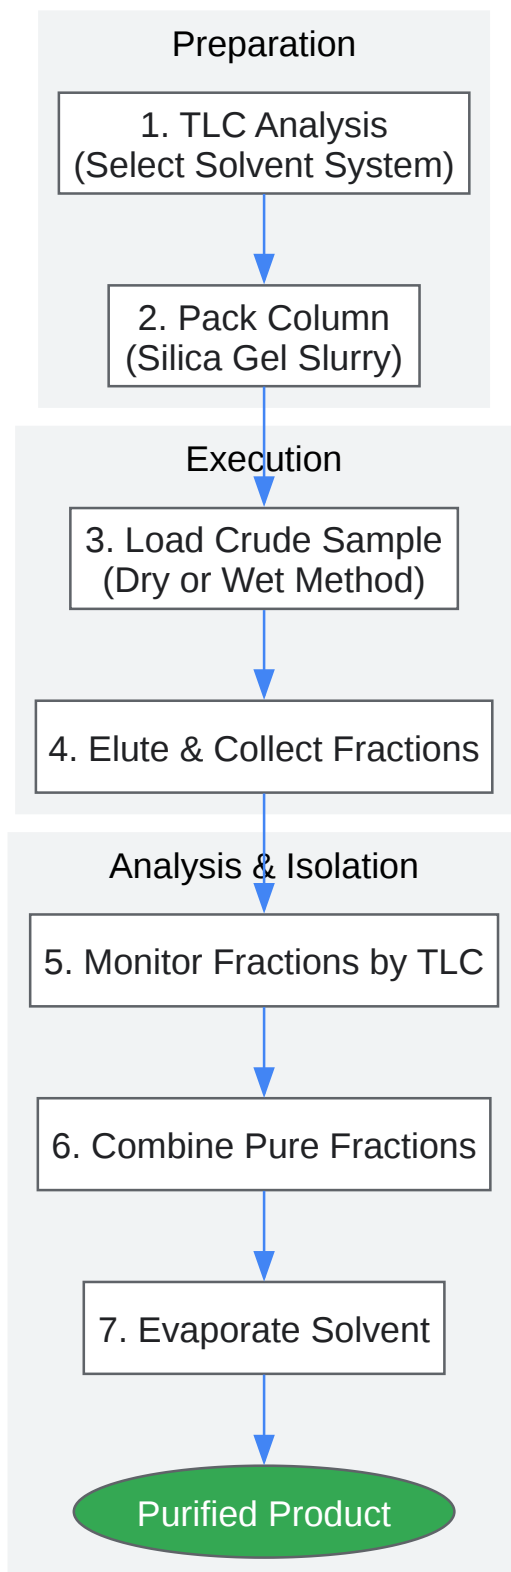 Preparation
1. TLC Analysis
(Select Solvent System)
2. Pack Column
(Silica Gel Slurry)
Execution
3. Load Crude Sample
(Dry or Wet Method)
4. Elute & Collect Fractions
Analysis & Isolation
5. Monitor Fractions by TLC
6. Combine Pure Fractions
7. Evaporate Solvent
Purified Product